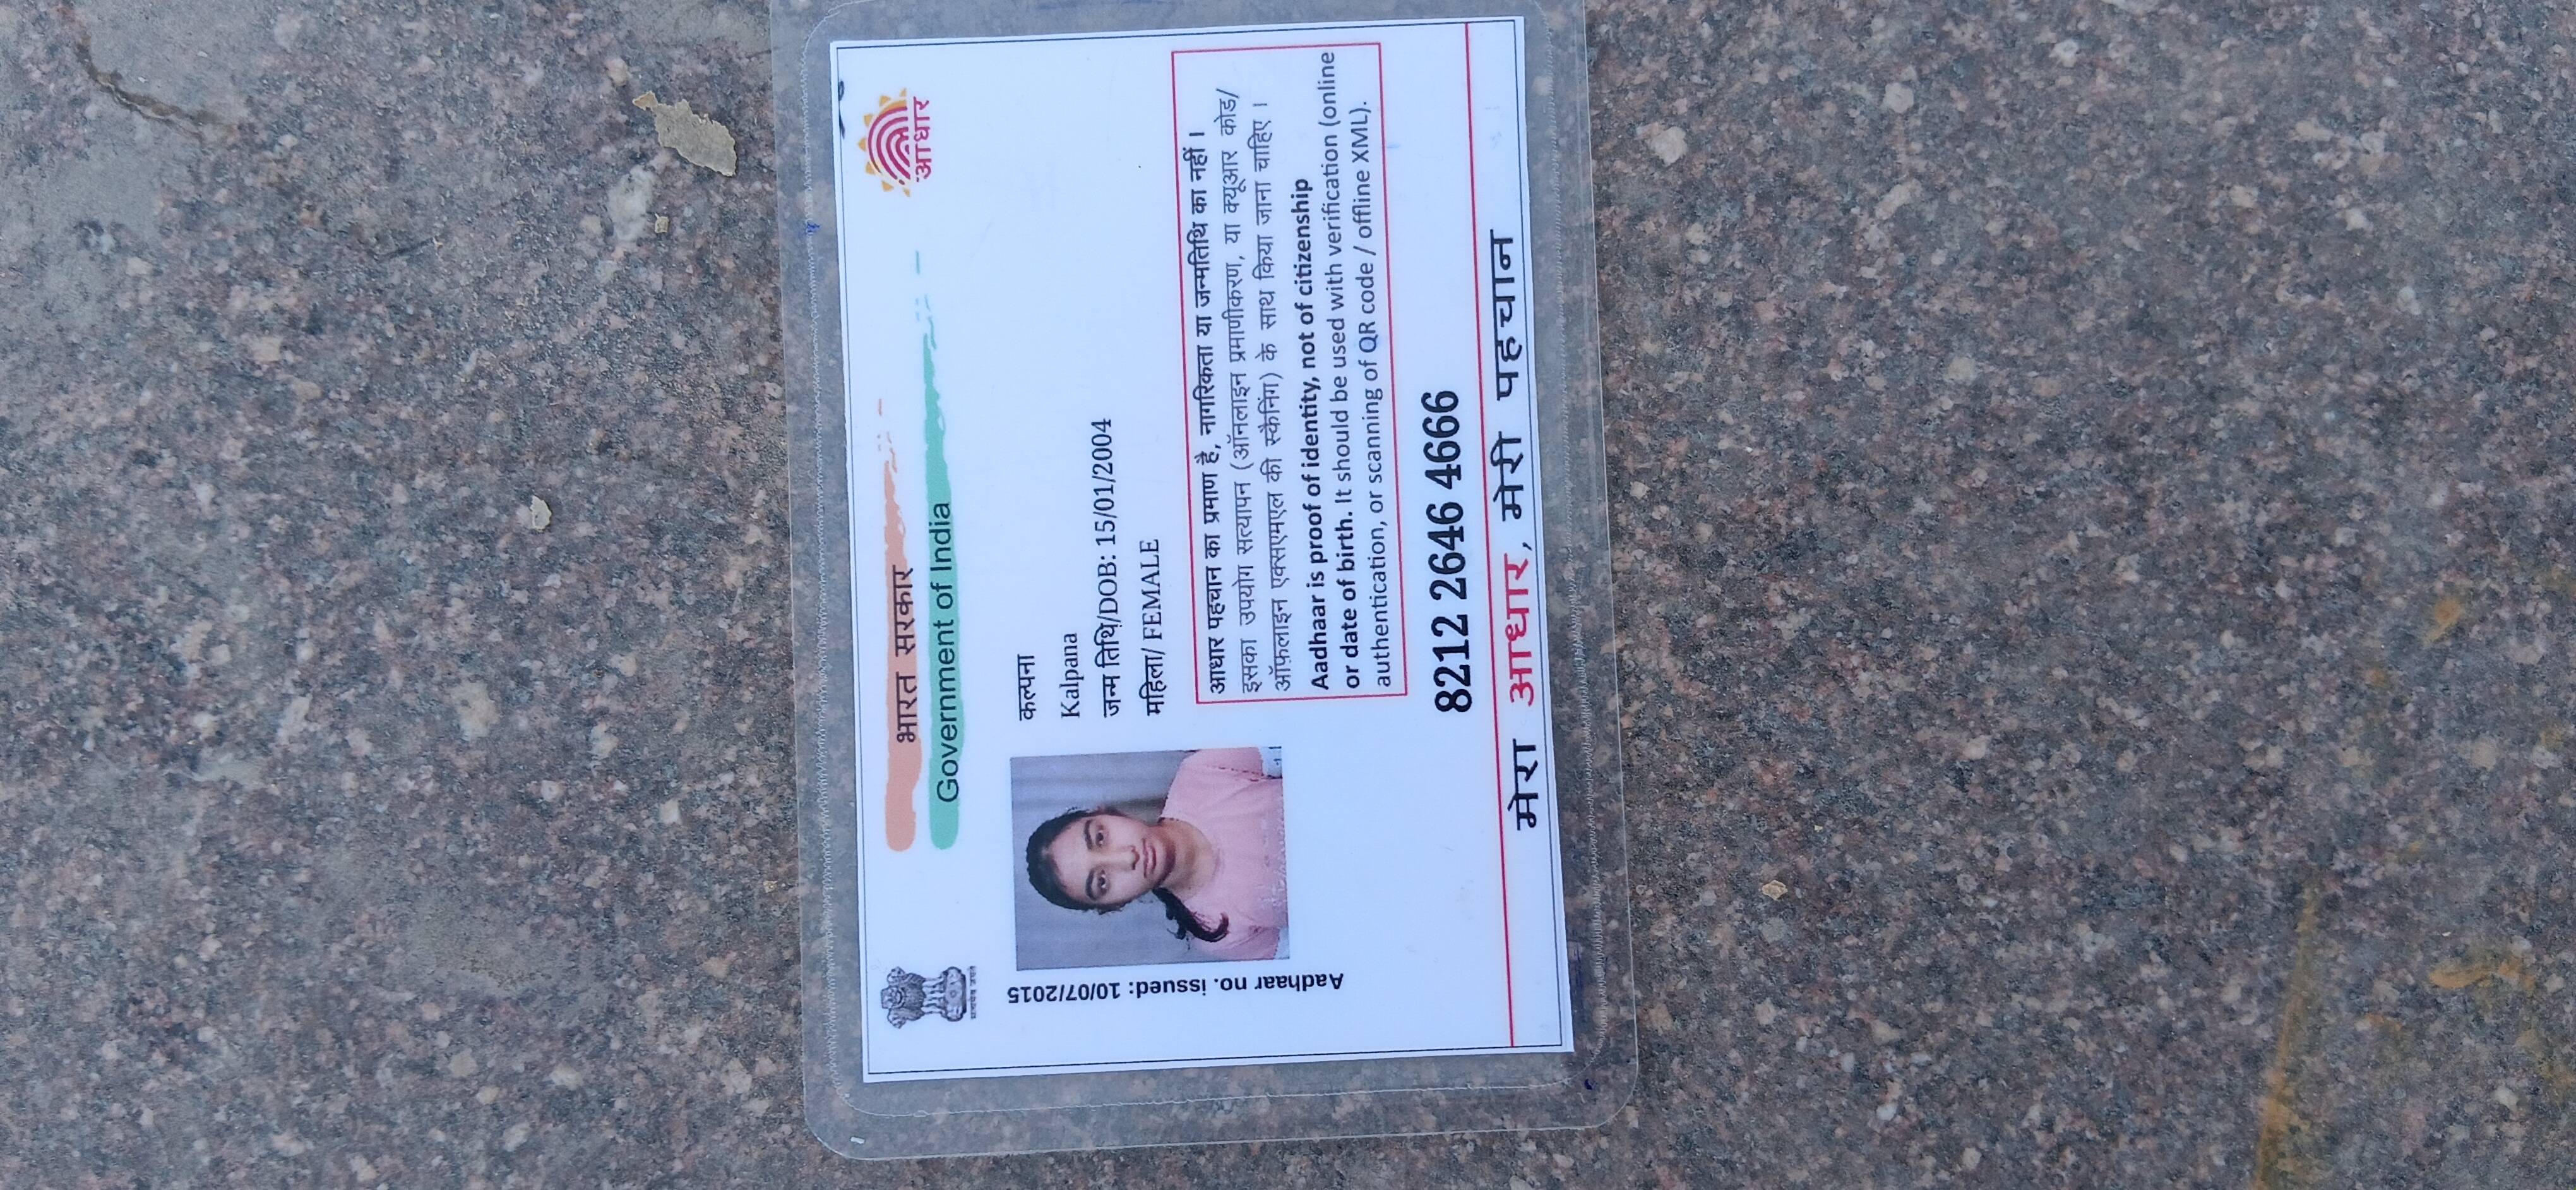 भारत सरकार
Government of India
आधार
कल्पना
Kalpana
जन्म तिथि/DOB: 15/01/2004
महिला/ FEMALE
Aadhaar no. issued: 10/07/2015
आधार पहचान का प्रमाण है, नागरिकता या जन्मतिथि का नहीं ।
इसका उपयोग सत्यापन (ऑनलाइन प्रमाणीकरण, या क्यूआर कोड/
ऑफ़लाइन एक्सएमएल की स्कैनिंग) के साथ किया जाना चाहिए ।
Aadhaar is proof of identity, not of citizenship
or date of birth. It should be used with verification (online
authentication, or scanning of QR code / offline XML).
8212 2646 4666
मेरा आधार, मेरी पहचान